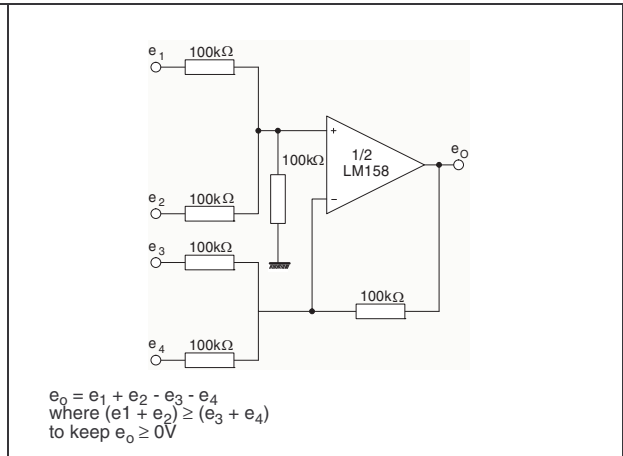 e1
100kΩ
+
1/2
LM158
eO
100kΩ
e2
100kΩ
−
e3
100kΩ
100kΩ
e4
100kΩ
eo = e1 + e2 - e3 - e4
where (e1 + e2) ≥ (e3 + e4)
to keep eo ≥ 0V